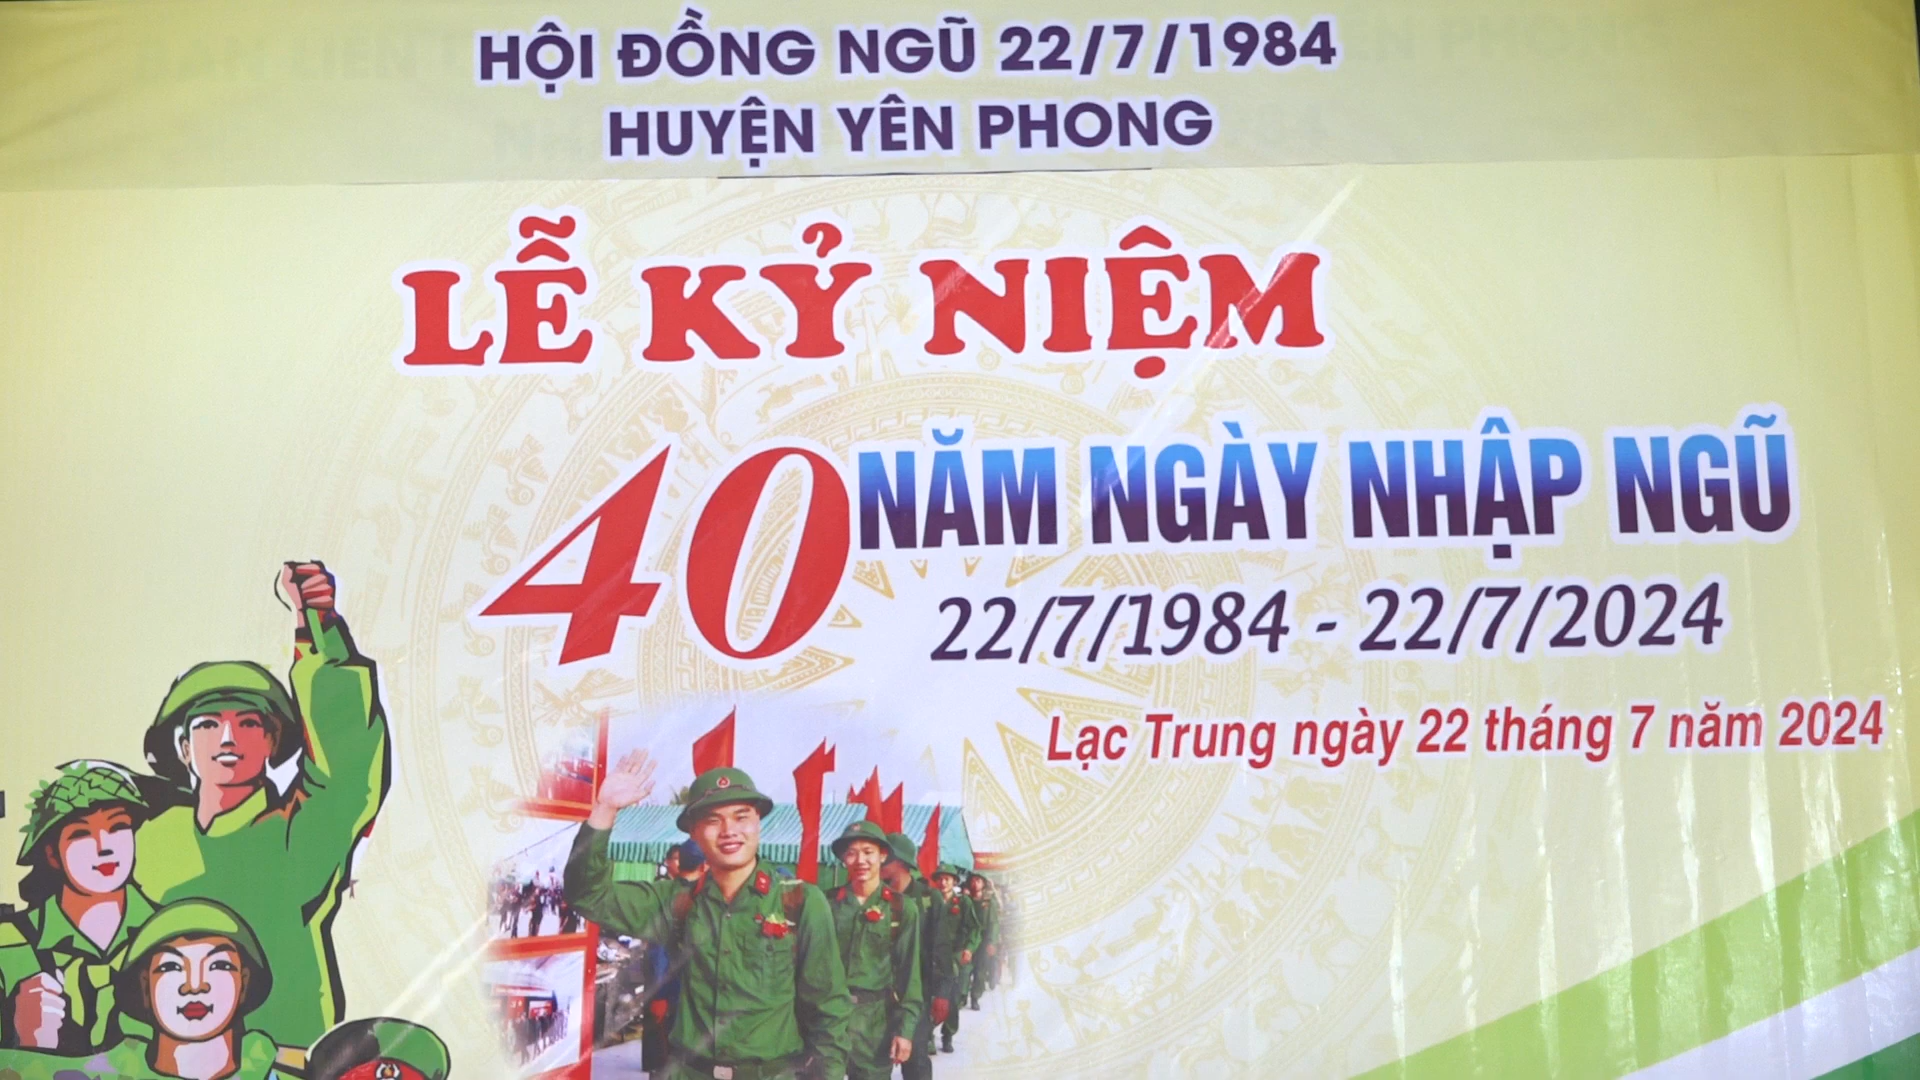 HỘI ĐỒNG NGŨ 22/7/1984
HUYỆN YÊN PHONG
LỄ KỶ NIỆM
40 NĂM NGÀY NHẬP NGŨ
22/7/1984 - 22/7/2024
Lạc Trung ngày 22 tháng 7 năm 2024